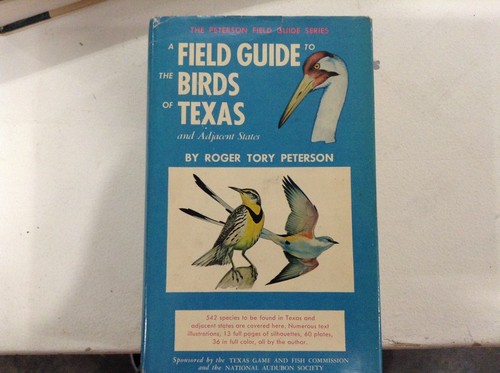 THE PETERSON FIELD GUIDE SERIES
A FIELD GUIDE TO
THE BIRDS
OF TEXAS
and Adjacent States
BY ROGER TORY PETERSON
542 species to be found in Texas and
adjacent states are covered here. Numerous text
illustrations, 13 full pages of silhouettes, 60 plates,
36 in full color, all by the author.
Sponsored by the TEXAS GAME AND FISH COMMISSION
and the NATIONAL AUDUBON SOCIETY